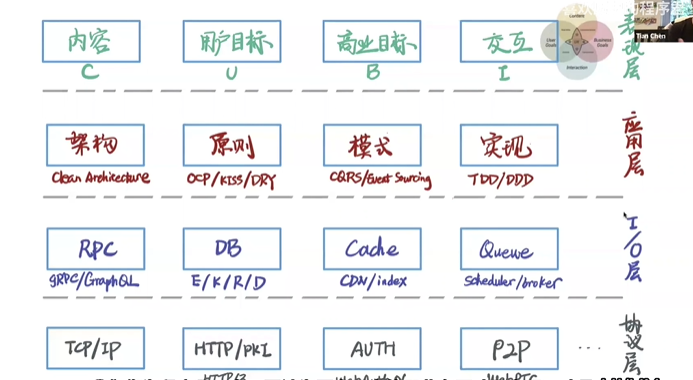 内容 用户目标 商业目标 交互
C U B I
表现层
Content
User Goals
Business Goals
Interaction
Tian Chen
架构 原则 模式 实现
Clean Architecture OCP/KISS/DRY CQRS/Event Sourcing TDD/DDD
应用层
RPC DB Cache Queue
gRPC/GraphQL E/K/R/D CDN/index Scheduler/broker
I/O层
TCP/IP HTTP/PKI AUTH P2P ...
协议层
WebRTC